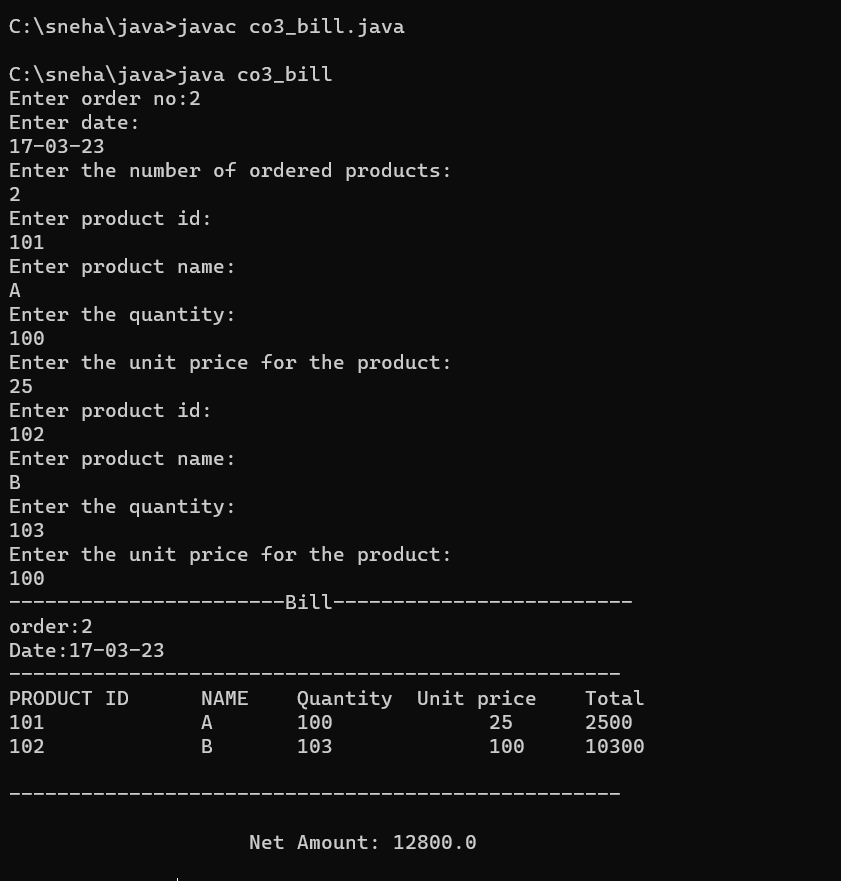 C:\sneha\java>javac co3_bill.java
C:\sneha\java>java co3_bill
Enter order no:2
Enter date:
17-03-23
Enter the number of ordered products:
2
Enter product id:
101
Enter product name:
A
Enter the quantity:
100
Enter the unit price for the product:
25
Enter product id:
102
Enter product name:
B
Enter the quantity:
103
Enter the unit price for the product:
100
-----------------------Bill-------------------------
order:2
Date:17-03-23
---------------------------------------------------
PRODUCT ID      NAME    Quantity  Unit price    Total
101             A       100             25      2500
102             B       103             100     10300
---------------------------------------------------
Net Amount: 12800.0